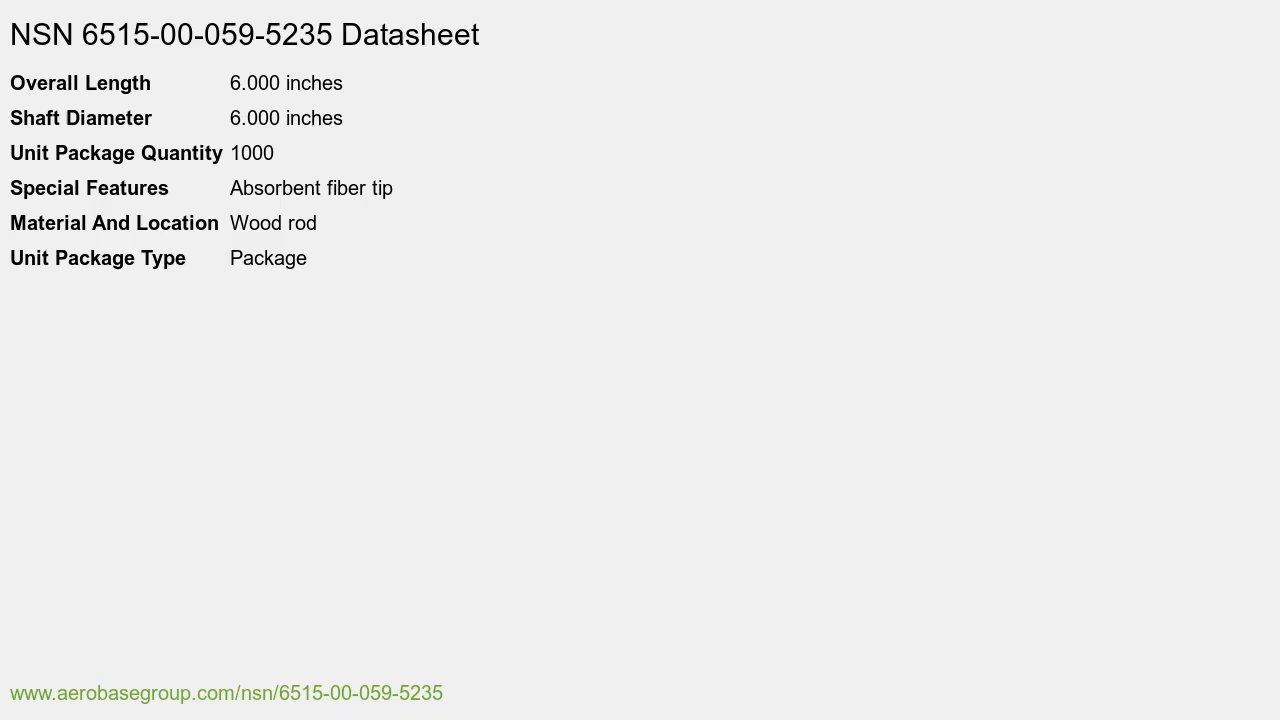 NSN 6515-00-059-5235 Datasheet
Overall Length 6.000 inches
Shaft Diameter 6.000 inches
Unit Package Quantity 1000
Special Features Absorbent fiber tip
Material And Location Wood rod
Unit Package Type Package
www.aerobasegroup.com/nsn/6515-00-059-5235